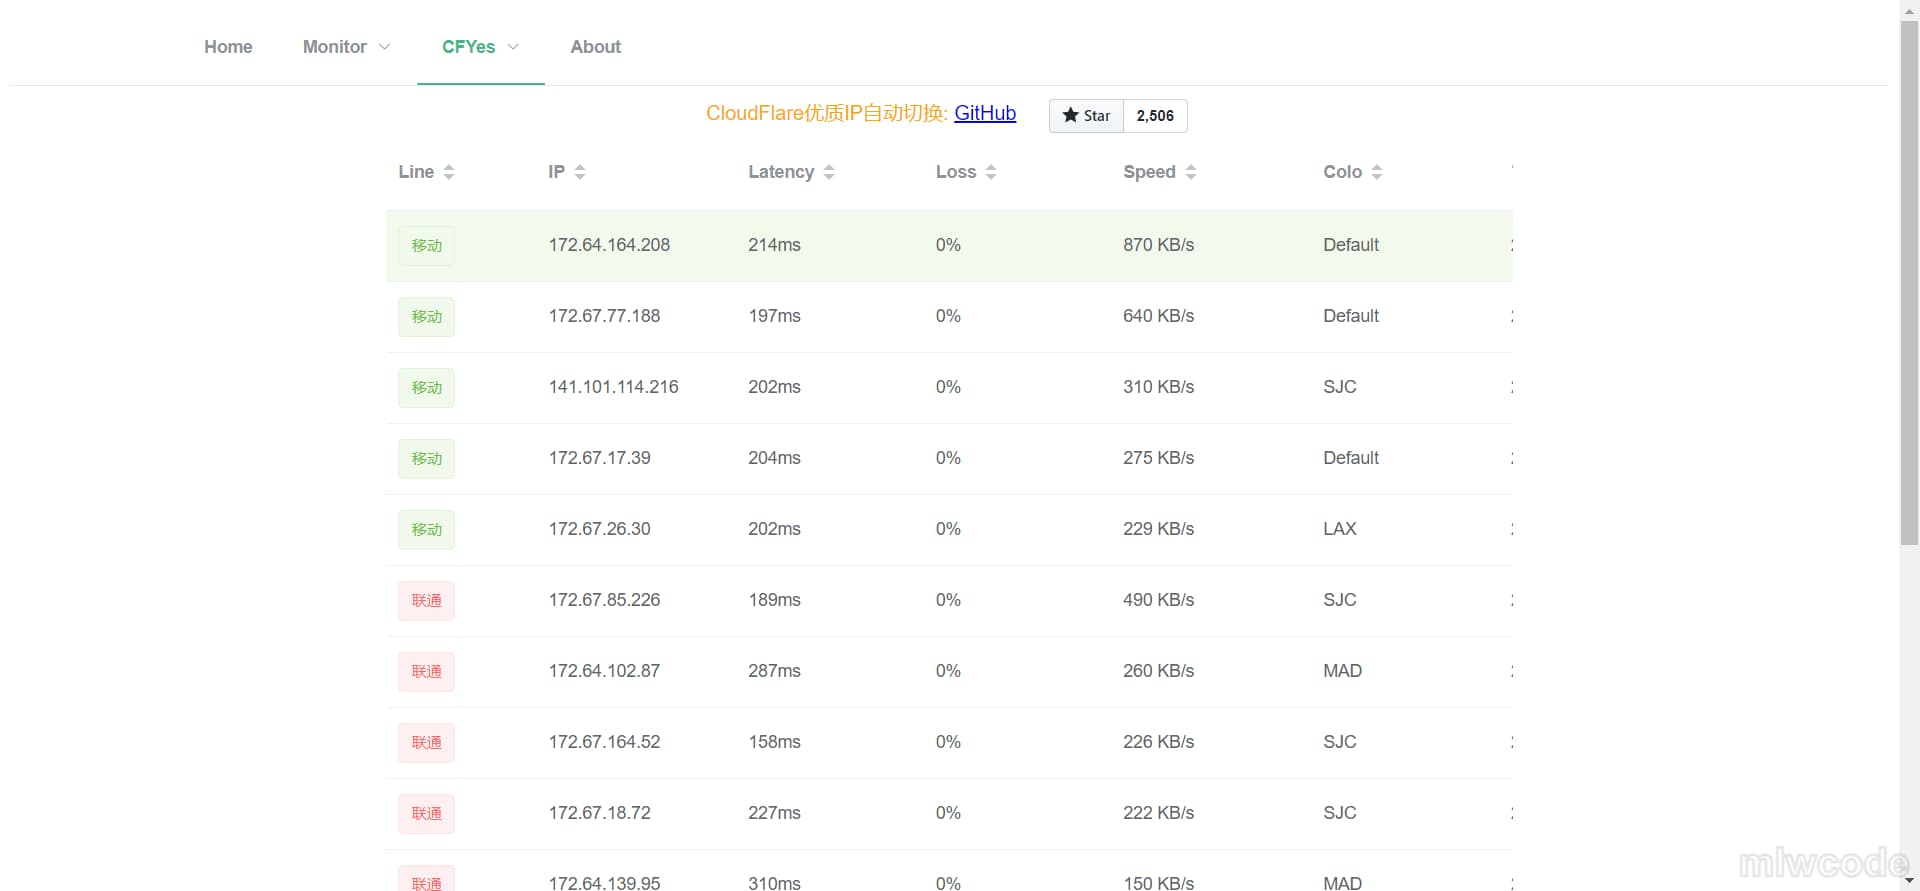 Home Monitor CFYes About
CloudFlare优质IP自动切换: GitHub Star 2,506
Line IP Latency Loss Speed Colo
移动 172.64.164.208 214ms 0% 870 KB/s Default
移动 172.67.77.188 197ms 0% 640 KB/s Default
移动 141.101.114.216 202ms 0% 310 KB/s SJC
移动 172.67.17.39 204ms 0% 275 KB/s Default
移动 172.67.26.30 202ms 0% 229 KB/s LAX
联通 172.67.85.226 189ms 0% 490 KB/s SJC
联通 172.64.102.87 287ms 0% 260 KB/s MAD
联通 172.67.164.52 158ms 0% 226 KB/s SJC
联通 172.67.18.72 227ms 0% 222 KB/s SJC
联通 172.64.139.95 310ms 0% 150 KB/s MAD
mlwcode